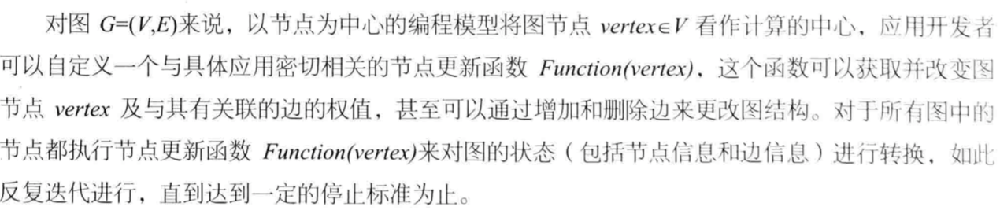 对图 G=(V,E)来说，以节点为中心的编程模型将图节点 vertex∈V 看作计算的中心，应用开发者
可以自定义一个与具体应用密切相关的节点更新函数 Function(vertex)，这个函数可以获取并改变图
节点 vertex 及与其有关联的边的权值，甚至可以通过增加和删除边来更改图结构。对于所有图中的
节点都执行节点更新函数 Function(vertex)来对图的状态（包括节点信息和边信息）进行转换，如此
反复迭代进行，直到达到一定的停止标准为止。